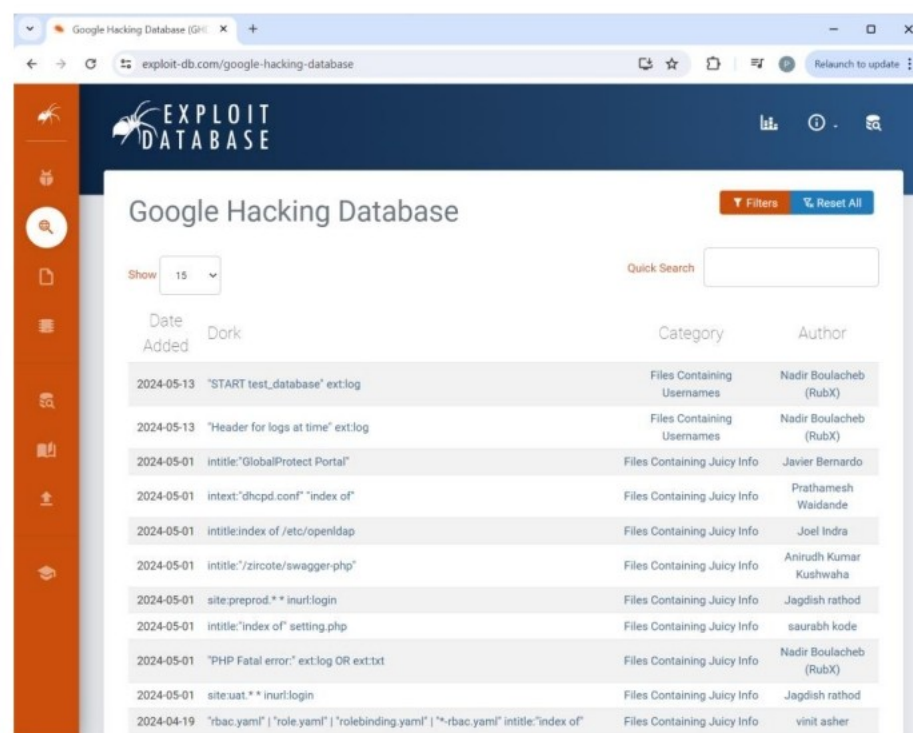 Google Hacking Database (GH
exploit-db.com/google-hacking-database
P
Relaunch to update
EXPLOIT
DATABASE
Google Hacking Database
Filters
Reset All
Show 15
Quick Search
Date Added Dork Category Author
2024-05-13 "START test_database" ext:log Files Containing Usernames Nadir Boulacheb (RubX)
2024-05-13 "Header for logs at time" ext:log Files Containing Usernames Nadir Boulacheb (RubX)
2024-05-01 intitle:"GlobalProtect Portal" Files Containing Juicy Info Javier Bernardo
2024-05-01 intext:"dhcpd.conf" "index of" Files Containing Juicy Info Prathamesh Waidande
2024-05-01 intitle:index of /etc/openldap Files Containing Juicy Info Joel Indra
2024-05-01 intitle:"/zircote/swagger-php" Files Containing Juicy Info Anirudh Kumar Kushwaha
2024-05-01 site:preprod.* * inurl:login Files Containing Juicy Info Jagdish rathod
2024-05-01 intitle:"index of" setting.php Files Containing Juicy Info saurabh kode
2024-05-01 "PHP Fatal error:" ext:log OR ext:txt Files Containing Juicy Info Nadir Boulacheb (RubX)
2024-05-01 site:uat.* * inurl:login Files Containing Juicy Info Jagdish rathod
2024-04-19 "rbac.yaml" | "role.yaml" | "rolebinding.yaml" | "*-rbac.yaml" intitle:"index of" Files Containing Juicy Info vinit asher